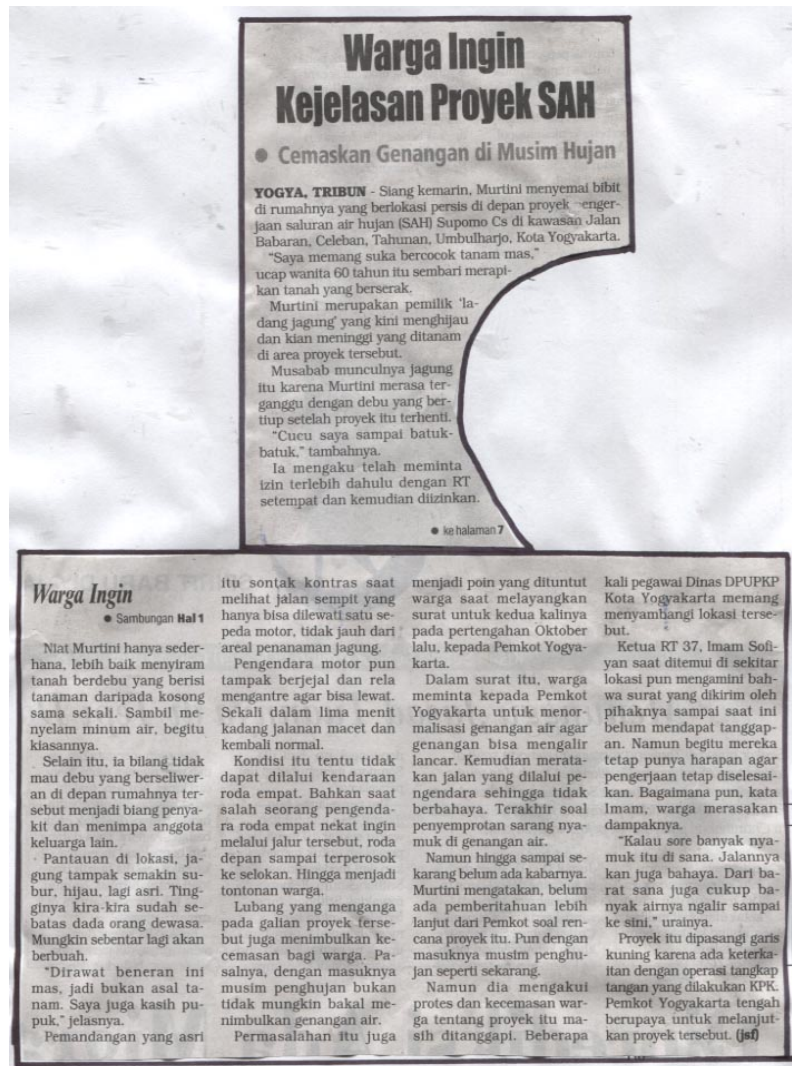 Warga Ingin
Kejelasan Proyek SAH
● Cemaskan Genangan di Musim Hujan
YOGYA, TRIBUN - Siang kemarin, Murtini menyemai bibit
di rumahnya yang berlokasi persis di depan proyek enger-
jaan saluran air hujan (SAH) Supomo Cs di kawasan Jalan
Babaran, Celeban, Tahunan, Umbulharjo, Kota Yogyakarta.
"Saya memang suka bercocok tanam mas,"
ucap wanita 60 tahun itu sembari merapi-
kan tanah yang berserak.
Murtini merupakan pemilik 'la-
dang jagung' yang kini menghijau
dan kian meninggi yang ditanam
di area proyek tersebut.
Musabab munculnya jagung
itu karena Murtini merasa ter-
ganggu dengan debu yang ber-
tiup setelah proyek itu terhenti.
"Cucu saya sampai batuk-
batuk," tambahnya.
Ia mengaku telah meminta
izin terlebih dahulu dengan RT
setempat dan kemudian diizinkan.
● ke halaman 7
Warga Ingin
● Sambungan Hal 1
Niat Murtini hanya seder-
hana, lebih baik menyiram
tanah berdebu yang berisi
tanaman daripada kosong
sama sekali. Sambil me-
nyelam minum air, begitu
kiasannya.
Selain itu, ia bilang tidak
mau debu yang berseliwer-
an di depan rumahnya ter-
sebut menjadi biang penya-
kit dan menimpa anggota
keluarga lain.
Pantauan di lokasi, ja-
gung tampak semakin su-
bur, hijau, lagi asri. Ting-
ginya kira-kira sudah se-
batas dada orang dewasa.
Mungkin sebentar lagi akan
berbuah.
"Dirawat beneran ini
mas, jadi bukan asal ta-
nam. Saya juga kasih pu-
puk," jelasnya.
Pemandangan yang asri
itu sontak kontras saat
melihat jalan sempit yang
hanya bisa dilewati satu se-
peda motor, tidak jauh dari
areal penanaman jagung.
Pengendara motor pun
tampak berjejal dan rela
mengantre agar bisa lewat.
Sekali dalam lima menit
kadang jalanan macet dan
kembali normal.
Kondisi itu tentu tidak
dapat dilalui kendaraan
roda empat. Bahkan saat
salah seorang pengenda-
ra roda empat nekat ingin
melalui jalur tersebut, roda
depan sampai terperosok
ke selokan. Hingga menjadi
tontonan warga.
Lubang yang menganga
pada galian proyek terse-
but juga menimbulkan ke-
cemasan bagi warga. Pa-
salnya, dengan masuknya
musim penghujan bukan
tidak mungkin bakal me-
nimbulkan genangan air.
Permasalahan itu juga
menjadi poin yang dituntut
warga saat melayangkan
surat untuk kedua kalinya
pada pertengahan Oktober
lalu, kepada Pemkot Yogya-
karta.
Dalam surat itu, warga
meminta kepada Pemkot
Yogyakarta untuk menor-
malisasi genangan air agar
genangan bisa mengalir
lancar. Kemudian merata-
kan jalan yang dilalui pe-
ngendara sehingga tidak
berbahaya. Terakhir soal
penyemprotan sarang nya-
muk di genangan air.
Namun hingga sampai se-
karang belum ada kabarnya.
Murtini mengatakan, belum
ada pemberitahuan lebih
lanjut dari Pemkot soal ren-
cana proyek itu. Pun dengan
masuknya musim penghu-
jan seperti sekarang.
Namun dia mengakui
protes dan kecemasan war-
ga tentang proyek itu ma-
sih ditanggapi. Beberapa
kali pegawai Dinas DPUPKP
Kota Yogyakarta memang
menyambangi lokasi terse-
but.
Ketua RT 37, Imam Sofi-
yan saat ditemui di sekitar
lokasi pun mengamini bah-
wa surat yang dikirim oleh
pihaknya sampai saat ini
belum mendapat tanggap-
an. Namun begitu mereka
tetap punya harapan agar
pengerjaan tetap diselesai-
kan. Bagaimana pun, kata
Imam, warga merasakan
dampaknya.
"Kalau sore banyak nya-
muk itu di sana. Jalannya
kan juga bahaya. Dari ba-
rat sana juga cukup ba-
nyak airnya ngalir sampai
ke sini," urainya.
Proyek itu dipasangi garis
kuning karena ada keterka-
itan dengan operasi tangkap
tangan yang dilakukan KPK.
Pemkot Yogyakarta tengah
berupaya untuk melanjut-
kan proyek tersebut. (jsf)